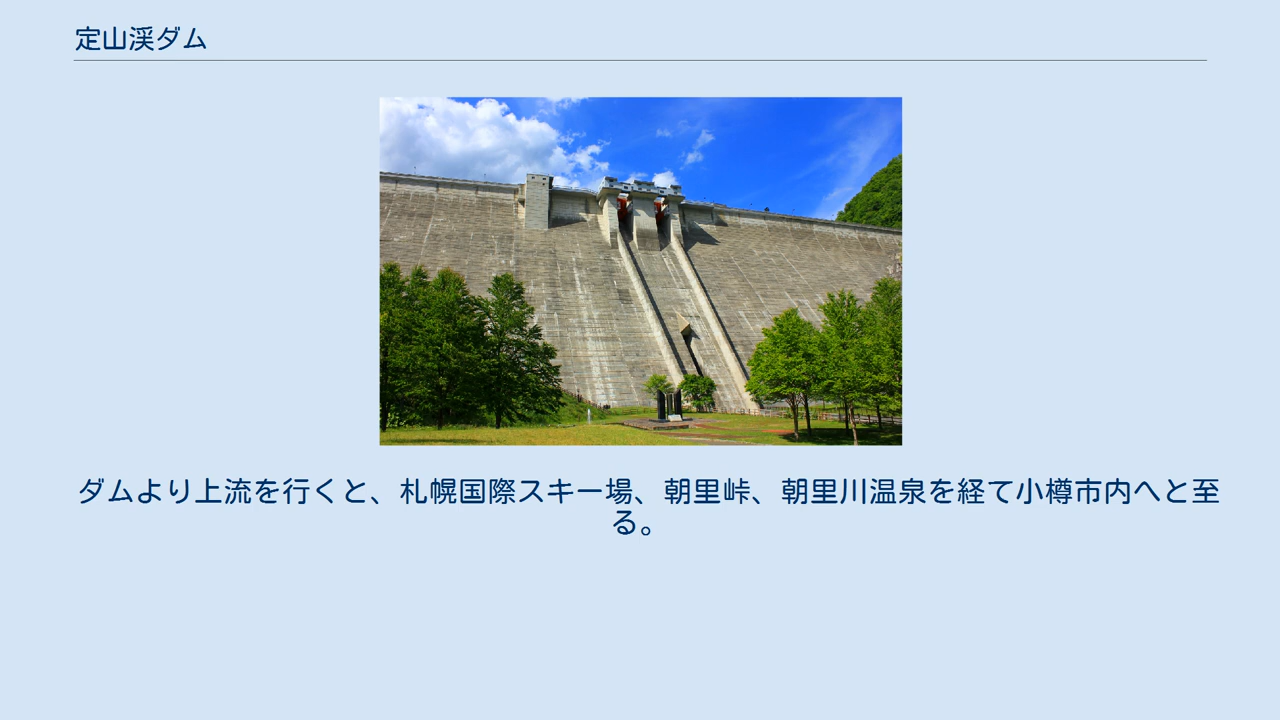 定山渓ダム
ダムより上流を行くと、札幌国際スキー場、朝里峠、朝里川温泉を経て小樽市内へと至
る。